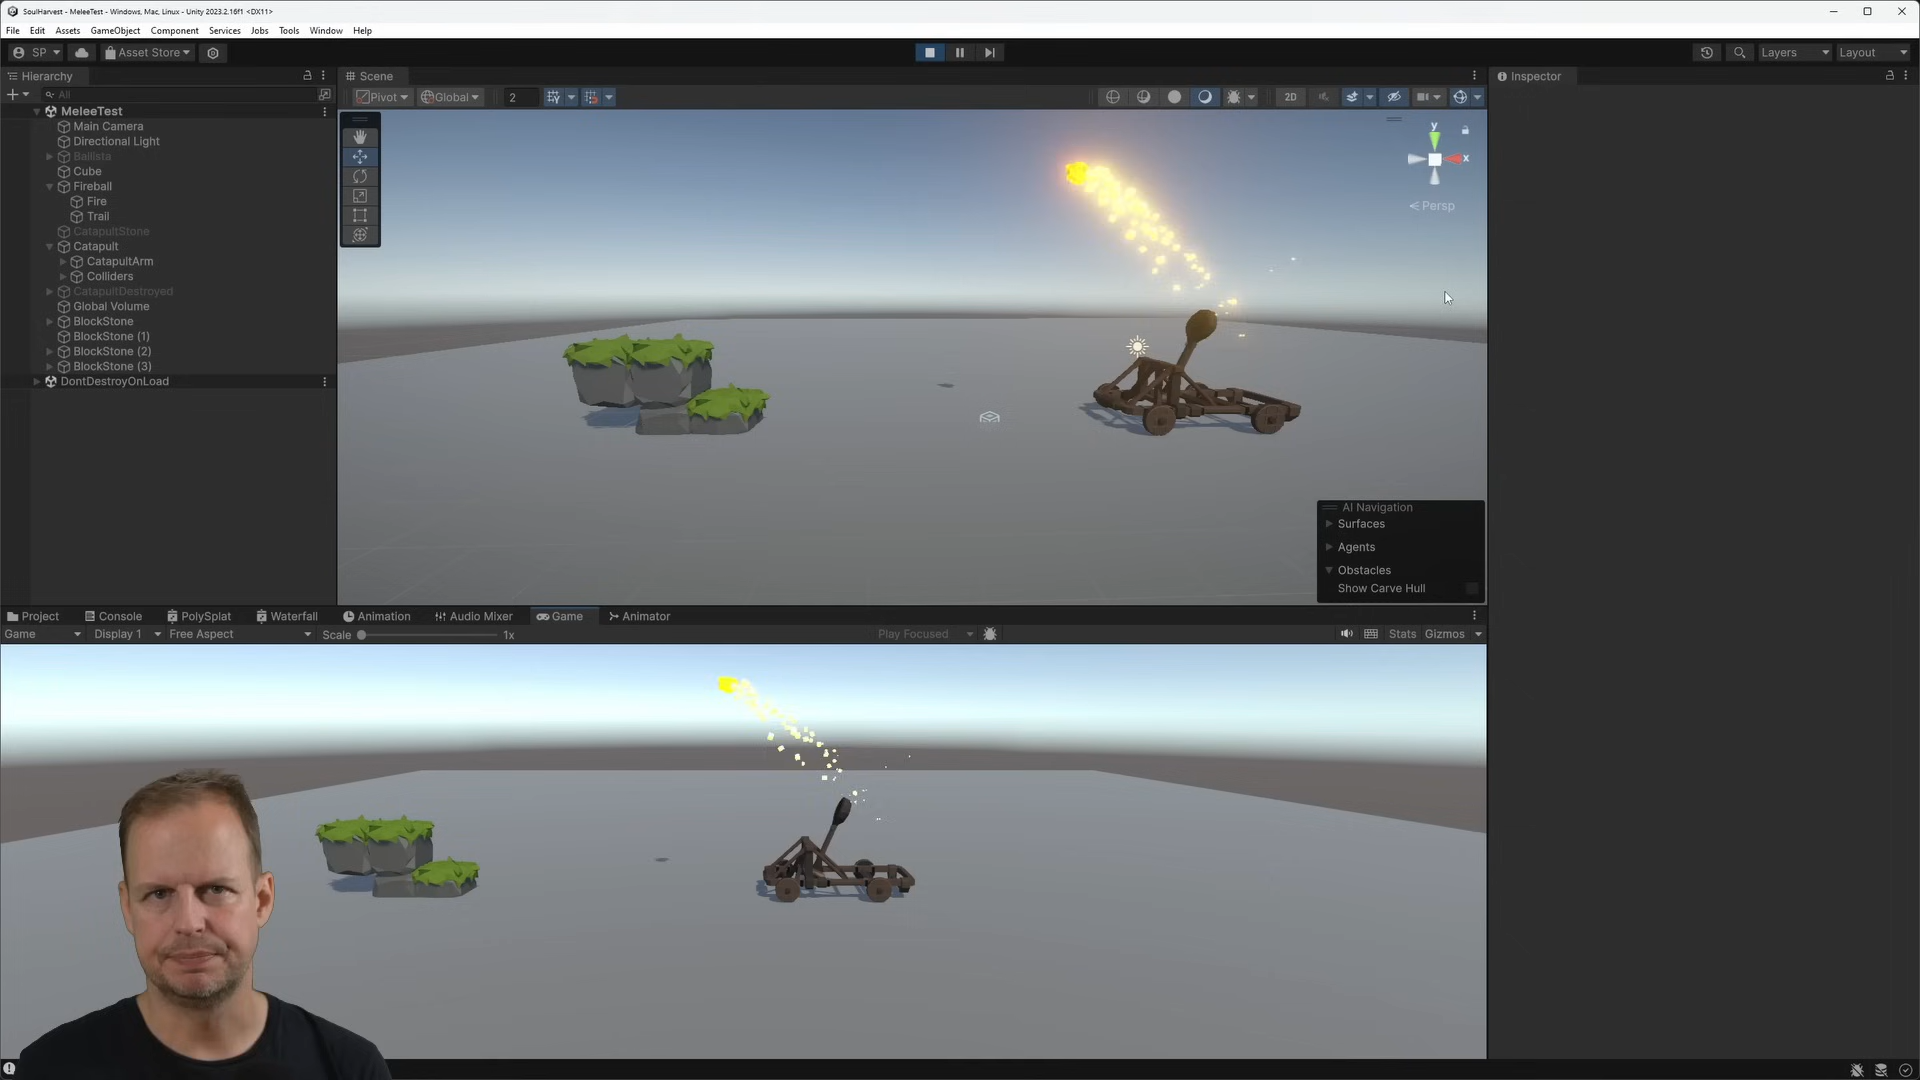 SoulHarvest - MeleeTest - Windows, Mac, Linux - Unity 2023.2.16f1 <DX11>
File Edit Assets GameObject Component Services Jobs Tools Window Help
SP Asset Store Layers Layout
Hierarchy
All
MeleeTest
Main Camera
Directional Light
Ballista
Cube
Fireball
Fire
Trail
CatapultStone
Catapult
CatapultArm
Colliders
CatapultDestroyed
Global Volume
BlockStone
BlockStone (1)
BlockStone (2)
BlockStone (3)
DontDestroyOnLoad
Scene
Pivot Global 2 2D
y
x
Persp
AI Navigation
Surfaces
Agents
Obstacles
Show Carve Hull
Inspector
Project Console PolySplat Waterfall Animation Audio Mixer Game Animator
Game Display 1 Free Aspect Scale 1x Play Focused Stats Gizmos